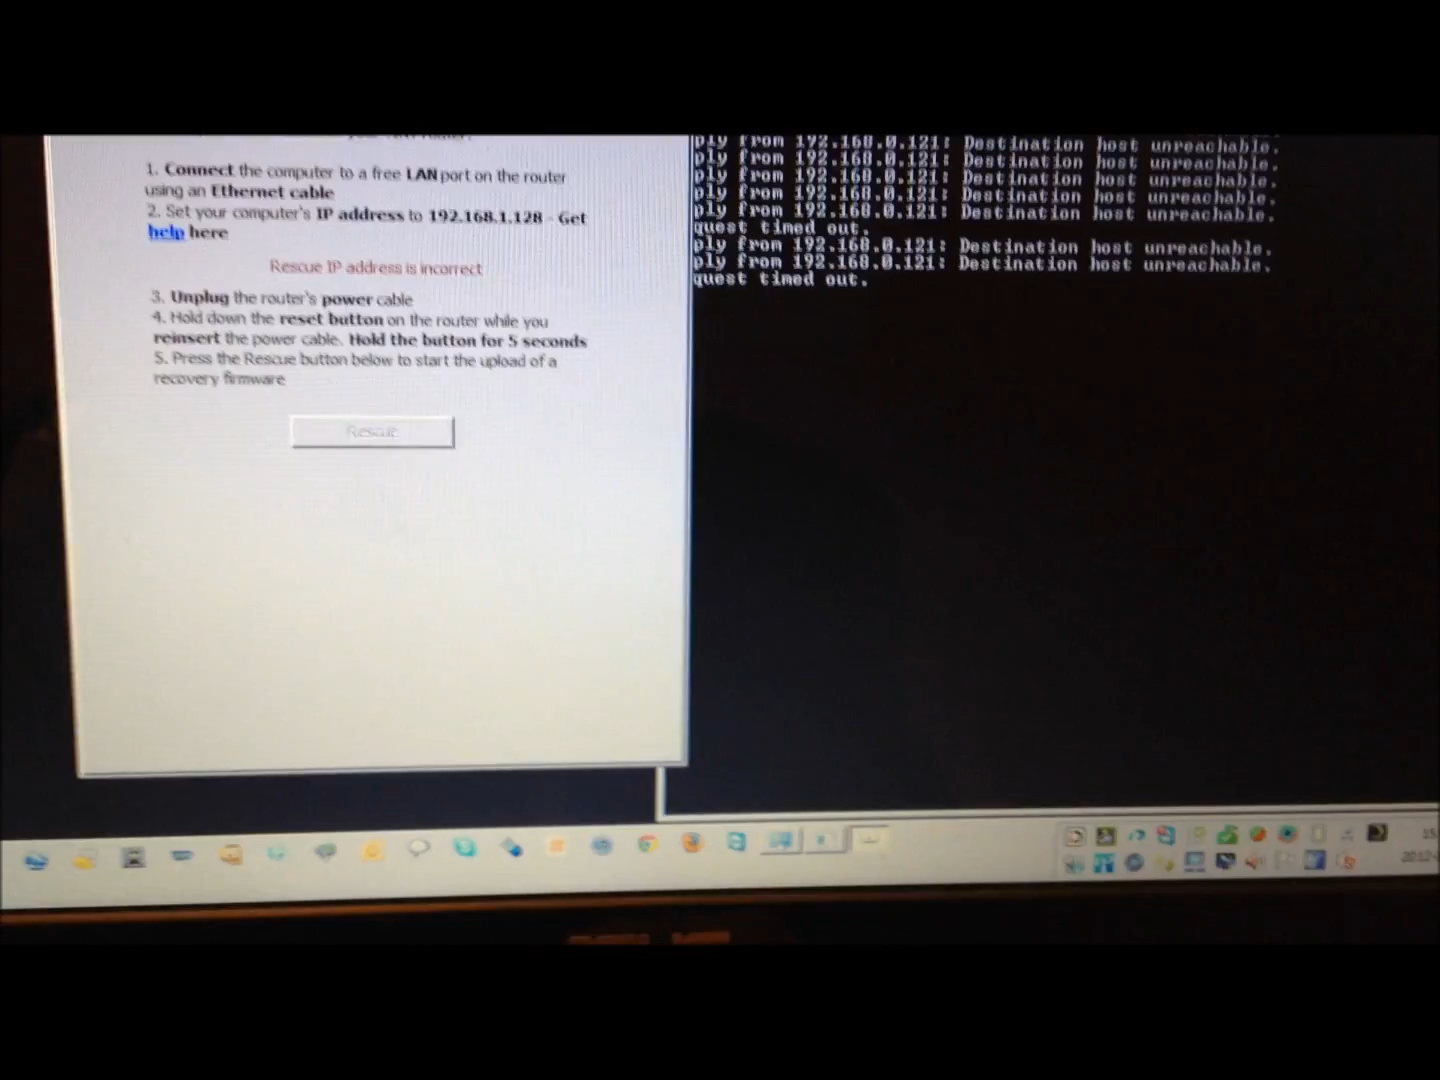 1. Connect the computer to a free LAN port on the router
using an Ethernet cable
2. Set your computer's IP address to 192.168.1.128 - Get
help here
Rescue IP address is incorrect
3. Unplug the router's power cable
4. Hold down the reset button on the router while you
reinsert the power cable. Hold the button for 5 seconds
5. Press the Rescue button below to start the upload of a
recovery firmware
Rescue
ply from 192.168.0.121: Destination host unreachable.
ply from 192.168.0.121: Destination host unreachable.
ply from 192.168.0.121: Destination host unreachable.
ply from 192.168.0.121: Destination host unreachable.
ply from 192.168.0.121: Destination host unreachable.
quest timed out.
ply from 192.168.0.121: Destination host unreachable.
ply from 192.168.0.121: Destination host unreachable.
quest timed out.
15
20:12